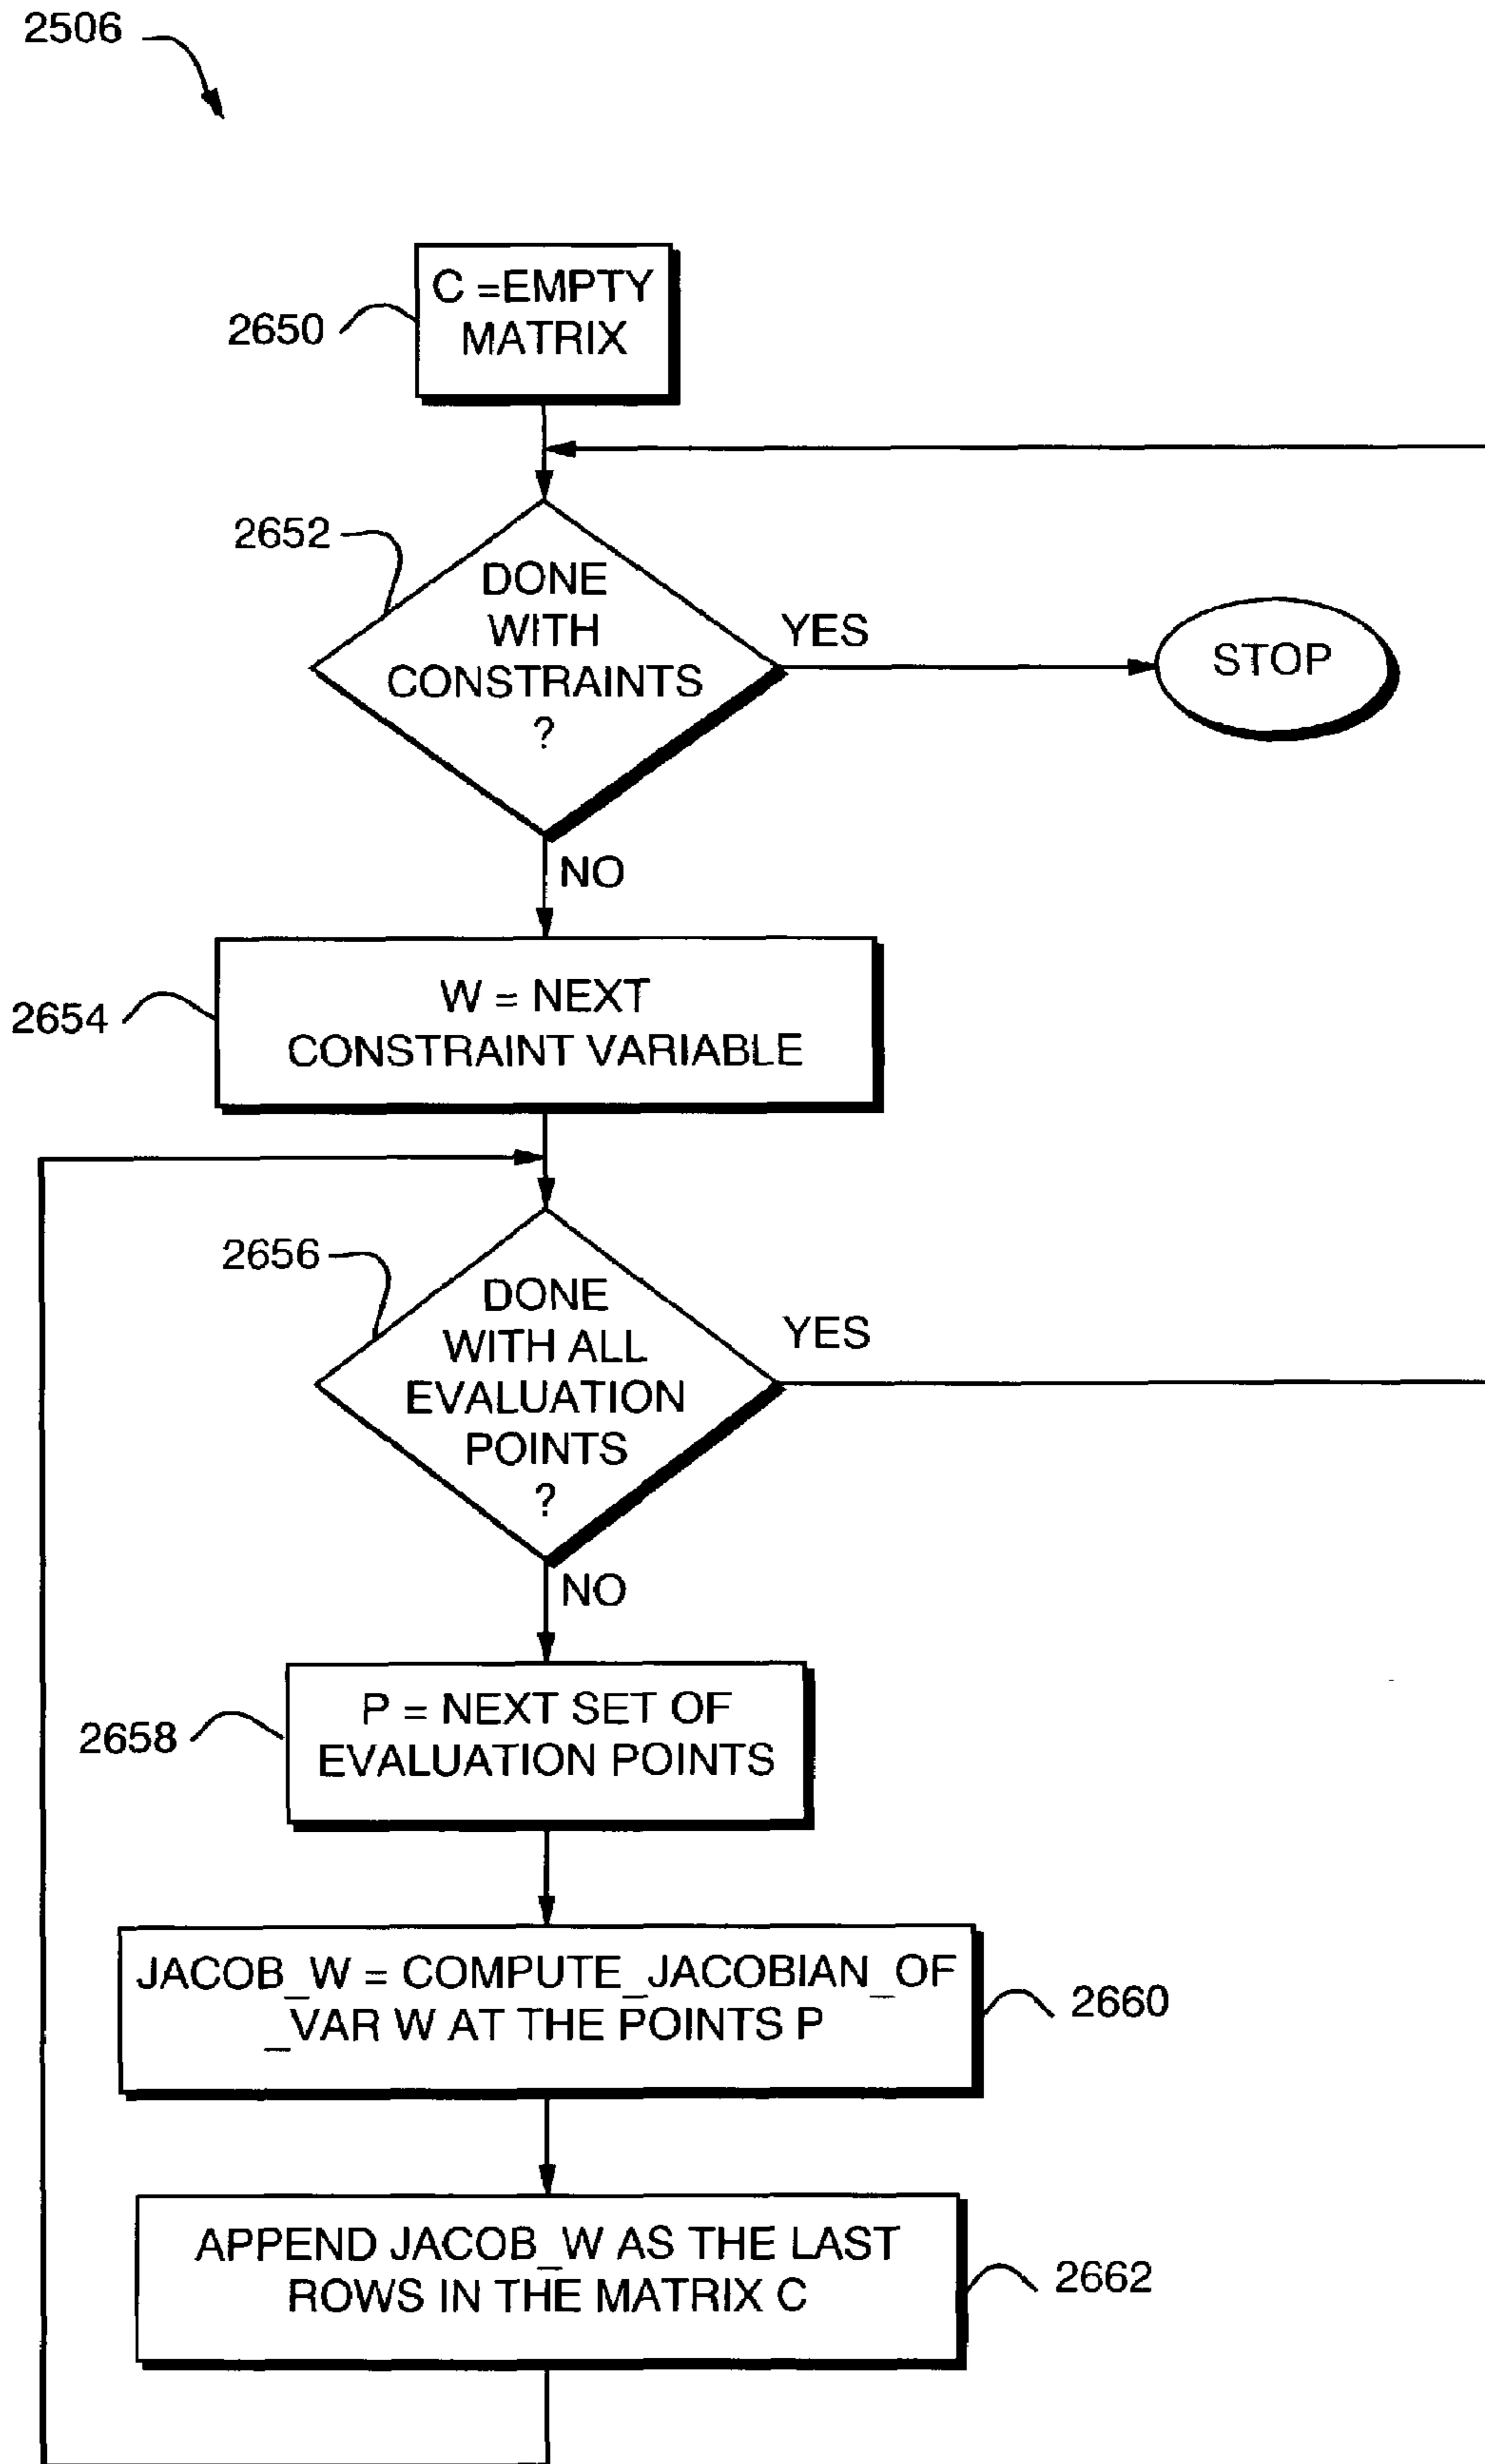 2506
C =EMPTY
MATRIX
2650
2652
DONE
WITH
CONSTRAINTS
?
YES
STOP
NO
2654
W = NEXT
CONSTRAINT VARIABLE
2656
DONE
WITH ALL
EVALUATION
POINTS
?
YES
NO
2658
P = NEXT SET OF
EVALUATION POINTS
JACOB_W = COMPUTE_JACOBIAN_OF
_VAR W AT THE POINTS P
2660
APPEND JACOB_W AS THE LAST
ROWS IN THE MATRIX C
2662